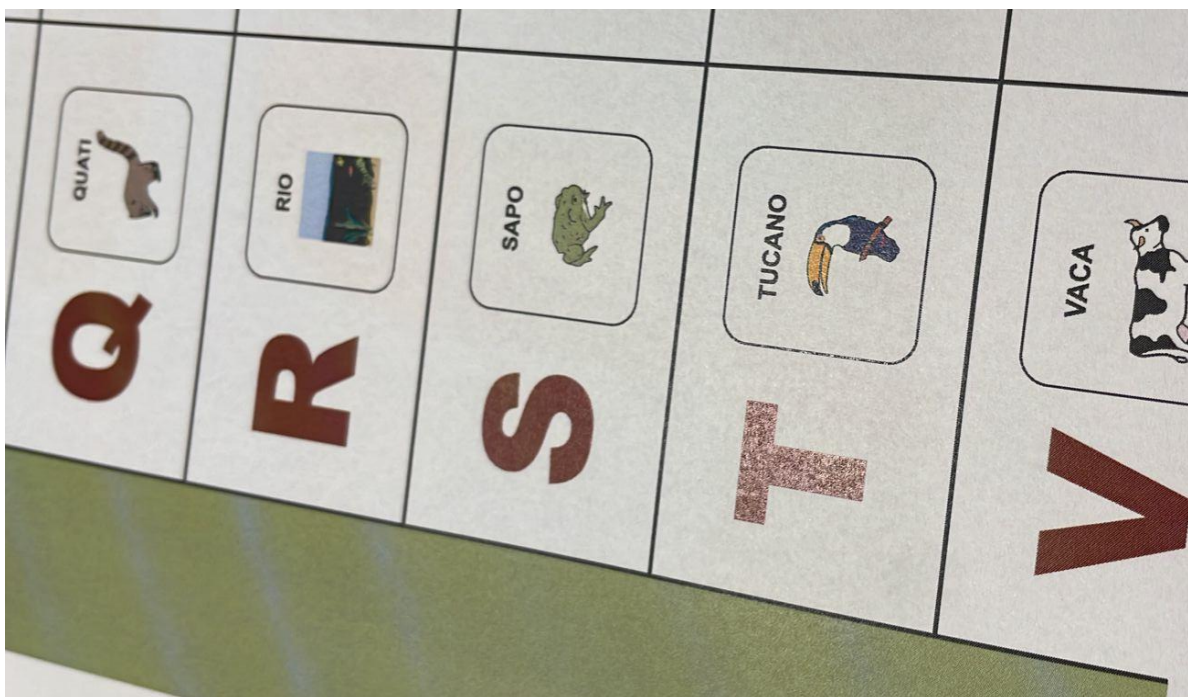 Q
QUATI
R
RIO
S
SAPO
T
TUCANO
V
VACA